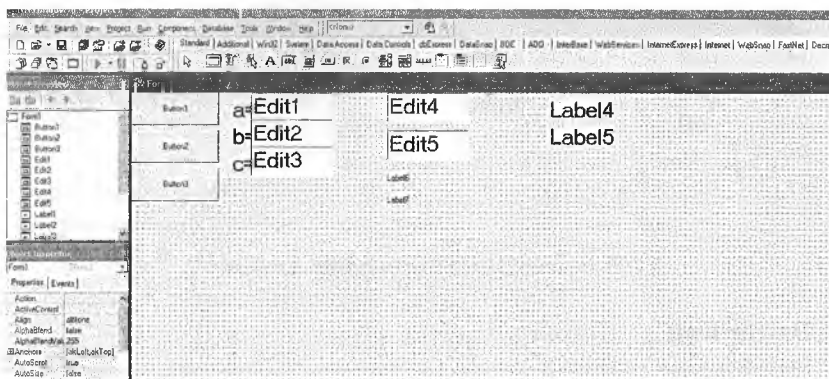 File Edit Search View Project Run Component Database Tools Window Help
Standard | Additional | Win32 | System | Data Access | Data Controls | dbExpress | DataSnap | BDE | ADO | InterBase | WebServices | InternetExpress | Internet | WebSnap | FastNet | Deci
Form1
Button1
Button2
Button3
Edit1
Edit2
Edit3
Edit4
Edit5
Label1
Label2
Form1
Properties Events
Action
ActiveControl
Align alNone
AlphaBlend false
AlphaBlendVal 255
Anchors [akLeft,akTop]
AutoScroll true
AutoSize false
Button1 a= Edit1 Edit4 Label4
Button2 b= Edit2 Edit5 Label5
Button3 c= Edit3 Label6
Label7